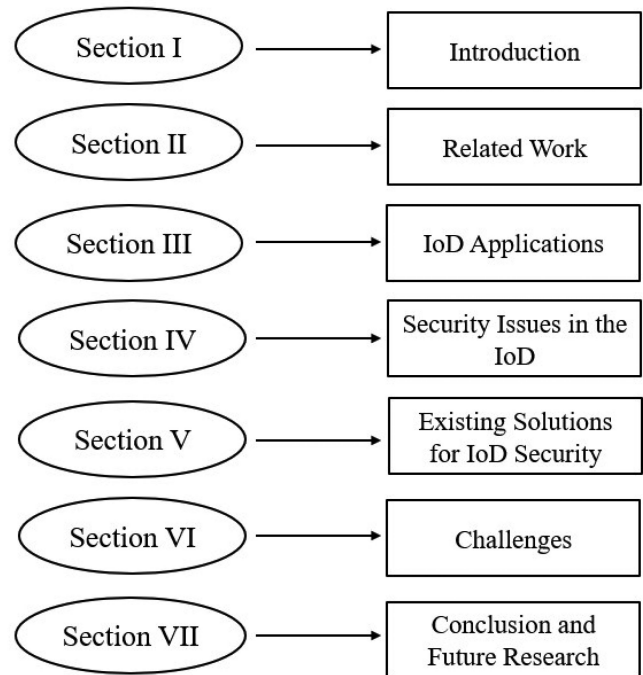 Section I
Introduction
Section II
Related Work
Section III
IoD Applications
Section IV
Security Issues in the
IoD
Section V
Existing Solutions
for IoD Security
Section VI
Challenges
Section VII
Conclusion and
Future Research